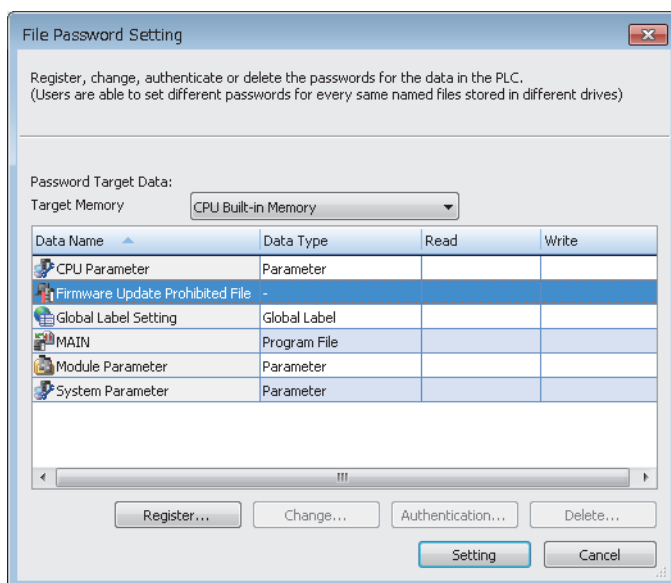 File Password Setting
Register, change, authenticate or delete the passwords for the data in the PLC.
(Users are able to set different passwords for every same named files stored in different drives)
Password Target Data:
Target Memory CPU Built-in Memory
Data Name Data Type Read Write
CPU Parameter Parameter
Firmware Update Prohibited File -
Global Label Setting Global Label
MAIN Program File
Module Parameter Parameter
System Parameter Parameter
Register... Change... Authentication... Delete...
Setting Cancel